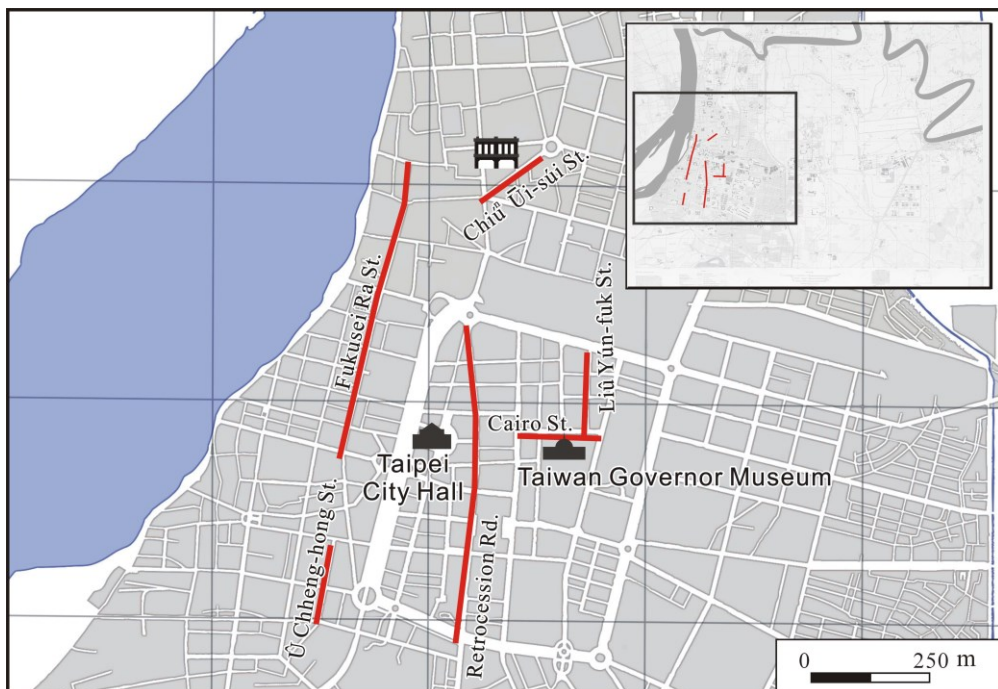 Chiuⁿ Ūi-súi St.
Fukusei Ra St.
Liû Yún-fuk St.
Cairo St.
Taipei
City Hall
Taiwan Governor Museum
Û Chheng-hong St.
Retrocession Rd.
0 250 m